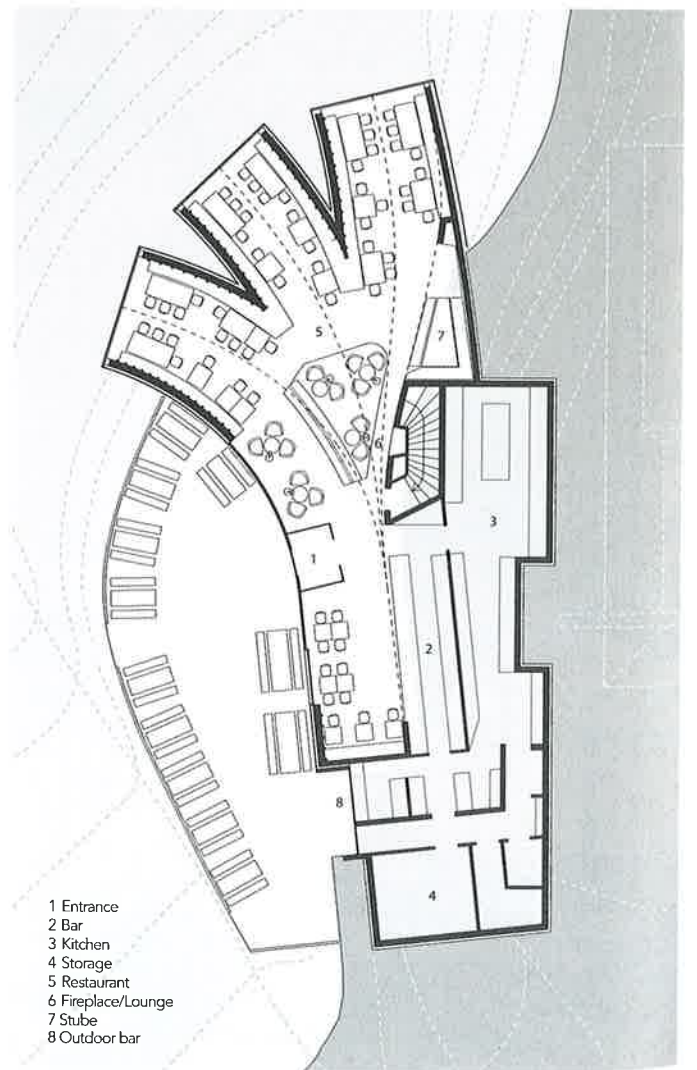 5
7
6
3
1
2
8
4
1 Entrance
2 Bar
3 Kitchen
4 Storage
5 Restaurant
6 Fireplace/Lounge
7 Stube
8 Outdoor bar